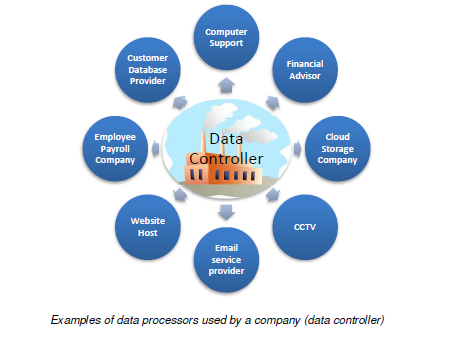 Computer
Support
Financial
Advisor
Cloud
Storage
Company
CCTV
Email
service
provider
Website
Host
Employee
Payroll
Company
Customer
Database
Provider
Data
Controller
Examples of data processors used by a company (data controller)